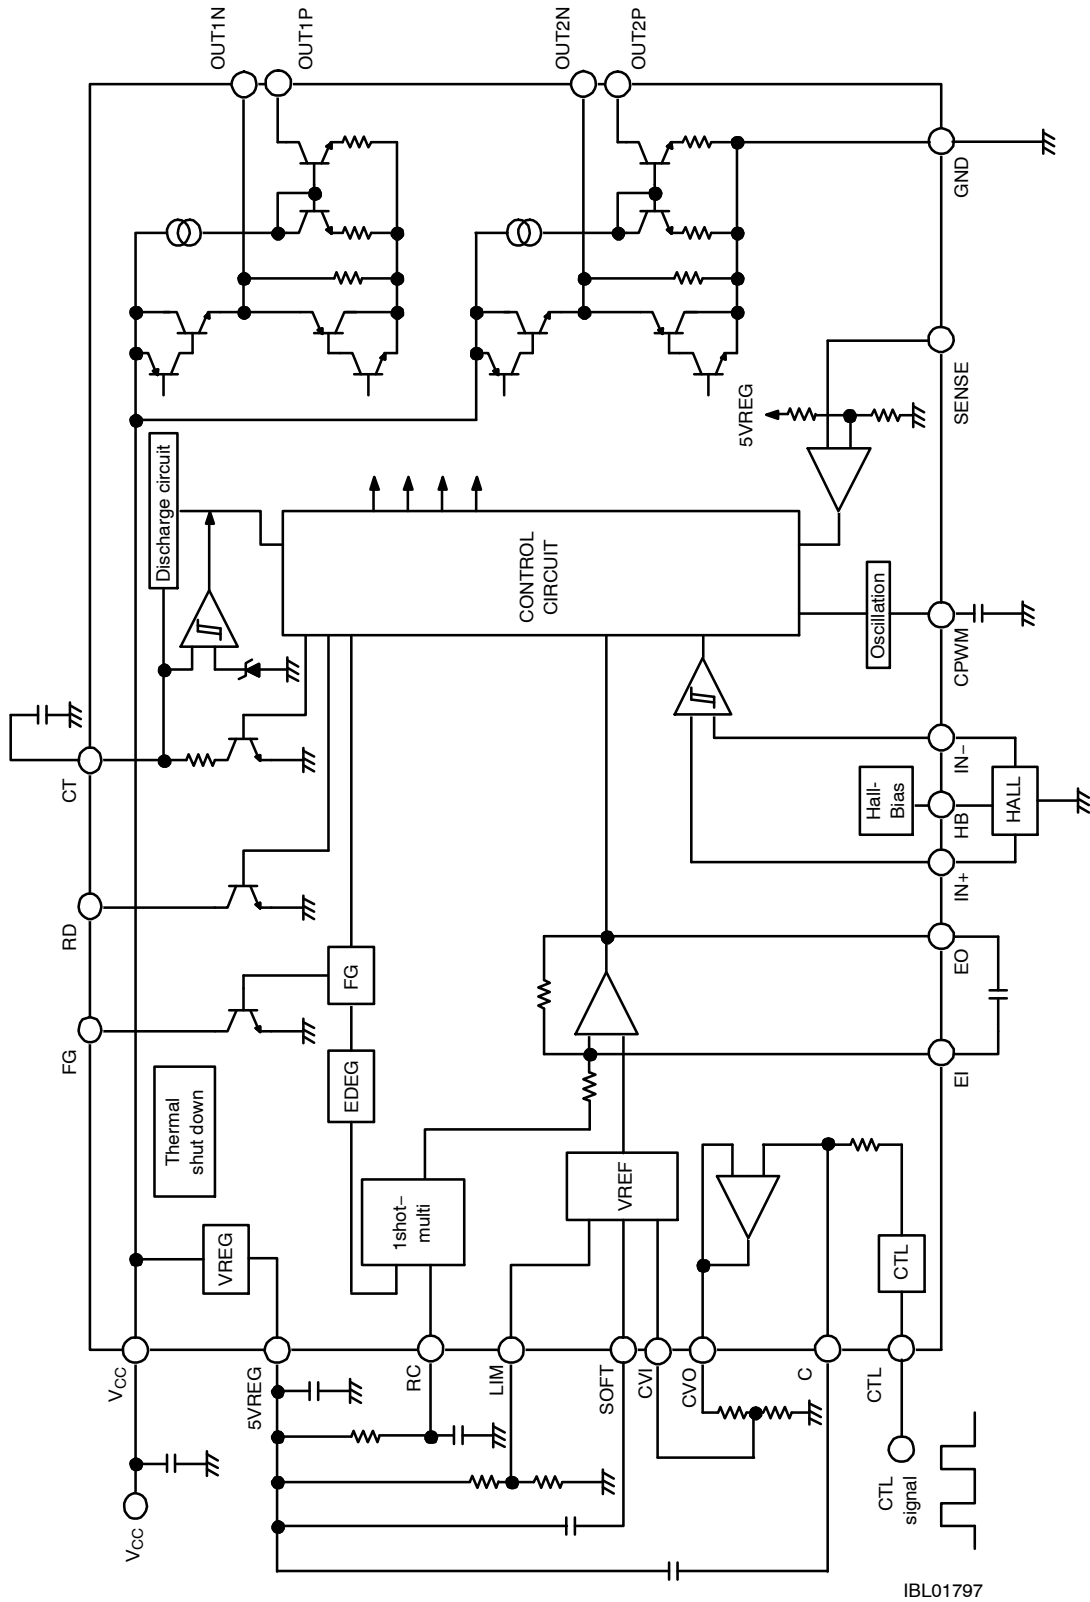 OUT1N
OUT1P
OUT2N
OUT2P
GND
SENSE
5VREG
Discharge circuit
CONTROL
CIRCUIT
Oscillation
CPWM
CT
IN−
Hall-
Bias
HB
HALL
IN+
RD
FG
EO
FG
EDEG
EI
Thermal
shut down
VREF
1shot−
multi
VREG
CTL
VCC
5VREG
RC
LIM
SOFT
CVI
CVO
C
CTL
VCC
CTL
signal
IBL01797